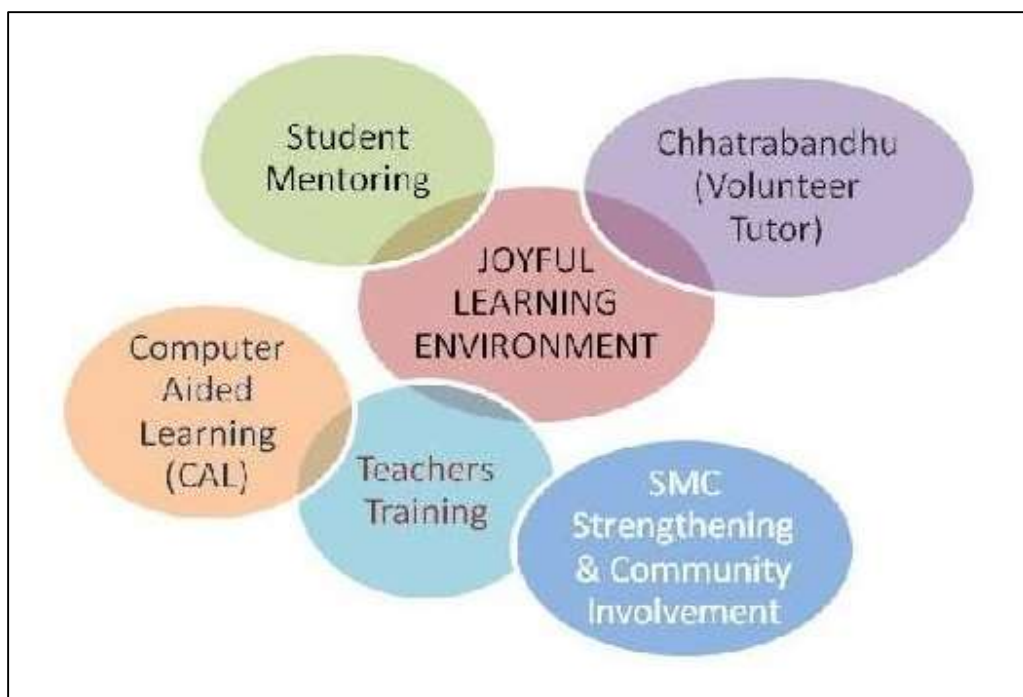 Student
Mentoring
Chhatrabandhu
(Volunteer
Tutor)
JOYFUL
LEARNING
ENVIRONMENT
Computer
Aided
Learning
(CAL)
Teachers
Training
SMC
Strengthening
& Community
Involvement